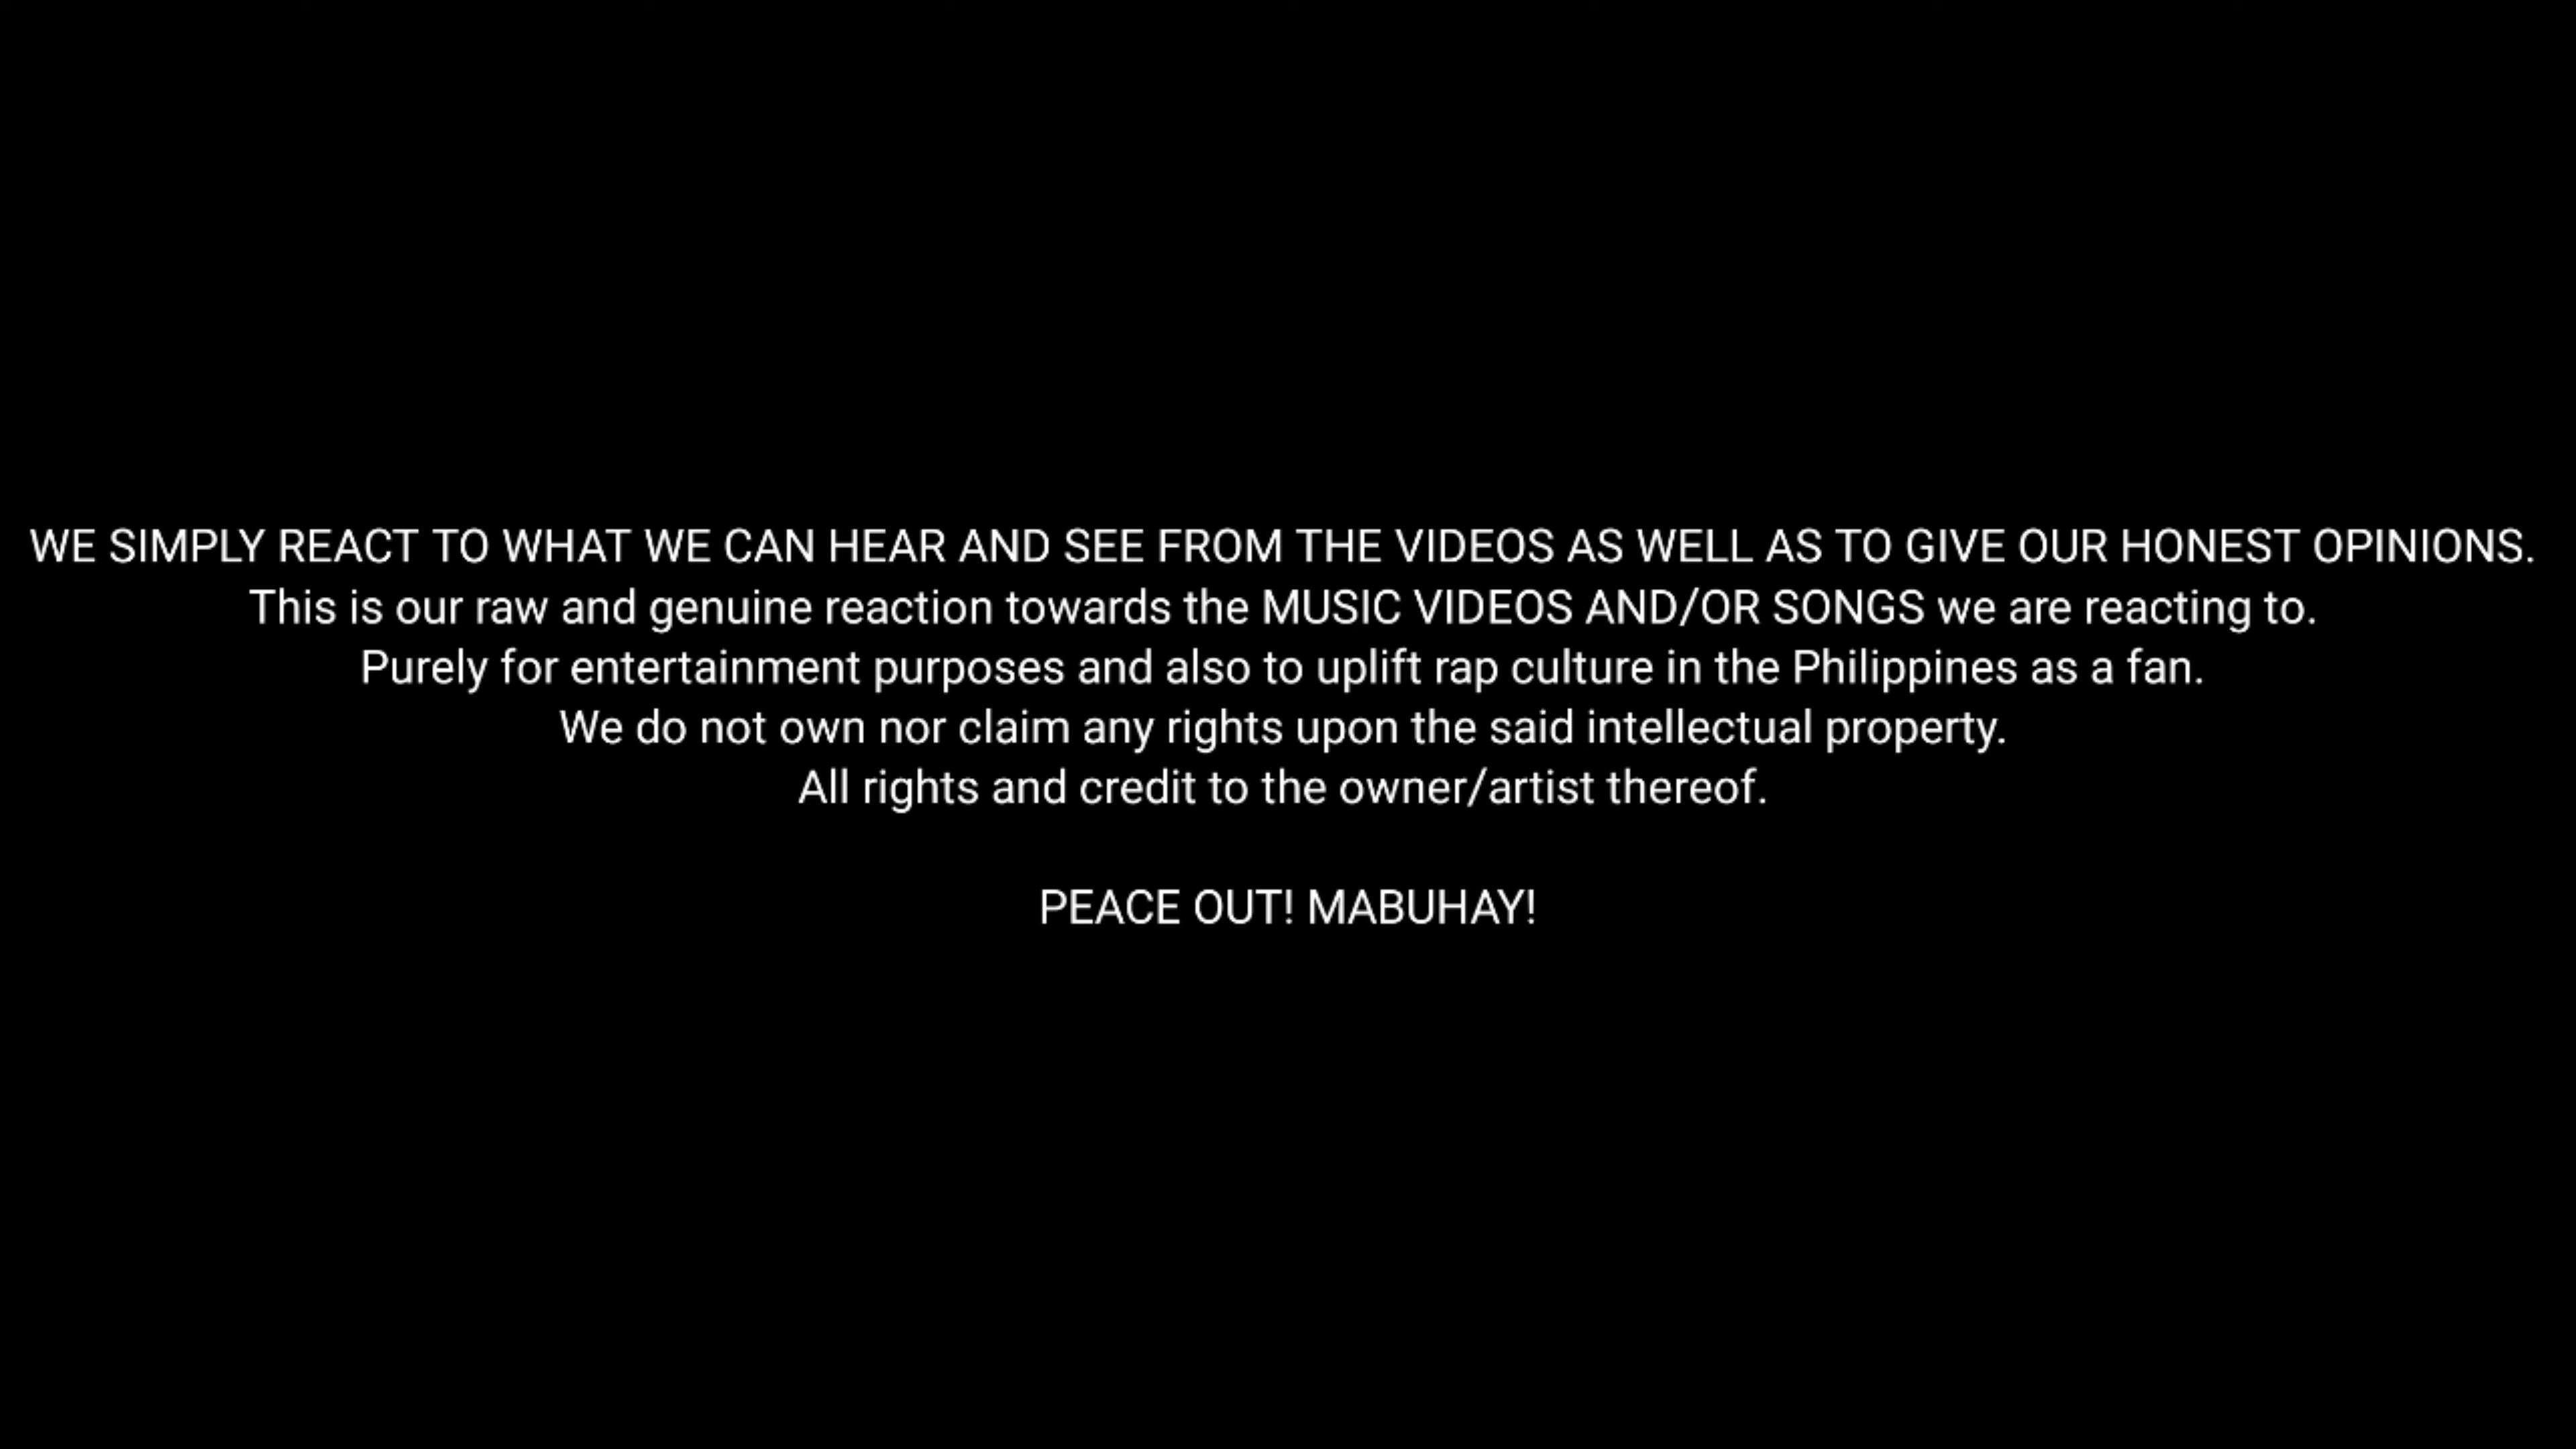 WE SIMPLY REACT TO WHAT WE CAN HEAR AND SEE FROM THE VIDEOS AS WELL AS TO GIVE OUR HONEST OPINIONS.
This is our raw and genuine reaction towards the MUSIC VIDEOS AND/OR SONGS we are reacting to.
Purely for entertainment purposes and also to uplift rap culture in the Philippines as a fan.
We do not own nor claim any rights upon the said intellectual property.
All rights and credit to the owner/artist thereof.
PEACE OUT! MABUHAY!